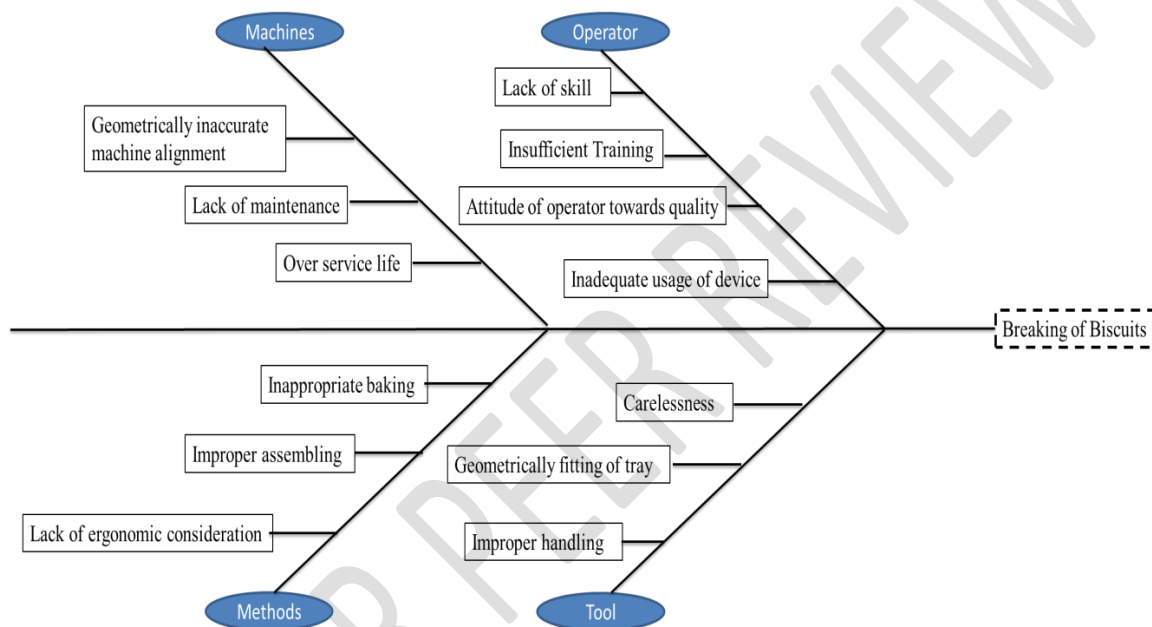 Machines
Operator
Lack of skill
Geometrically inaccurate
machine alignment
Insufficient Training
Lack of maintenance
Attitude of operator towards quality
Over service life
Inadequate usage of device
Breaking of Biscuits
Inappropriate baking
Carelessness
Improper assembling
Geometrically fitting of tray
Lack of ergonomic consideration
Improper handling
Methods
Tool
PEER REVIEW